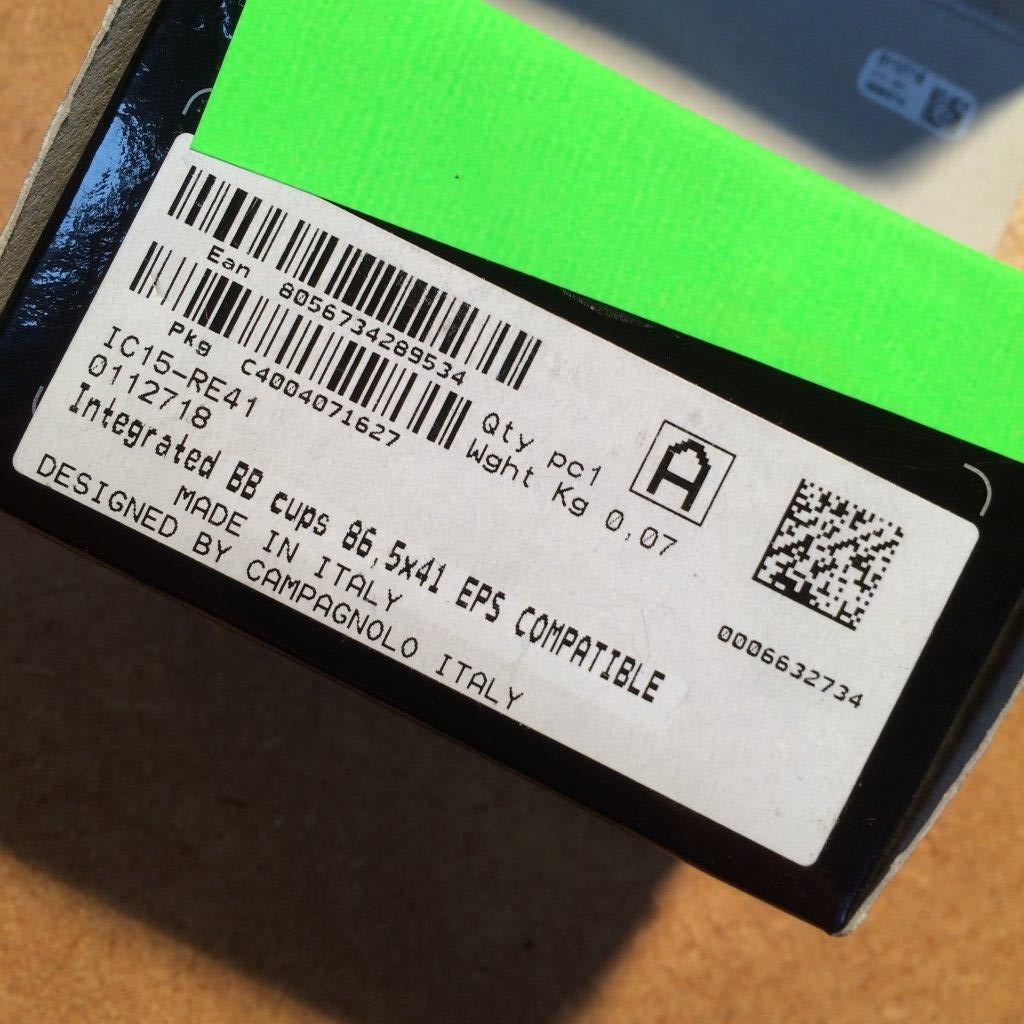 Ean 8056734289534
Pkg C4004071627
IC15-RE41
0112718
Qty pc1
Wght Kg 0,07
A
Integrated BB cups 86,5x41 EPS COMPATIBLE
MADE IN ITALY
DESIGNED BY CAMPAGNOLO ITALY
0006632734